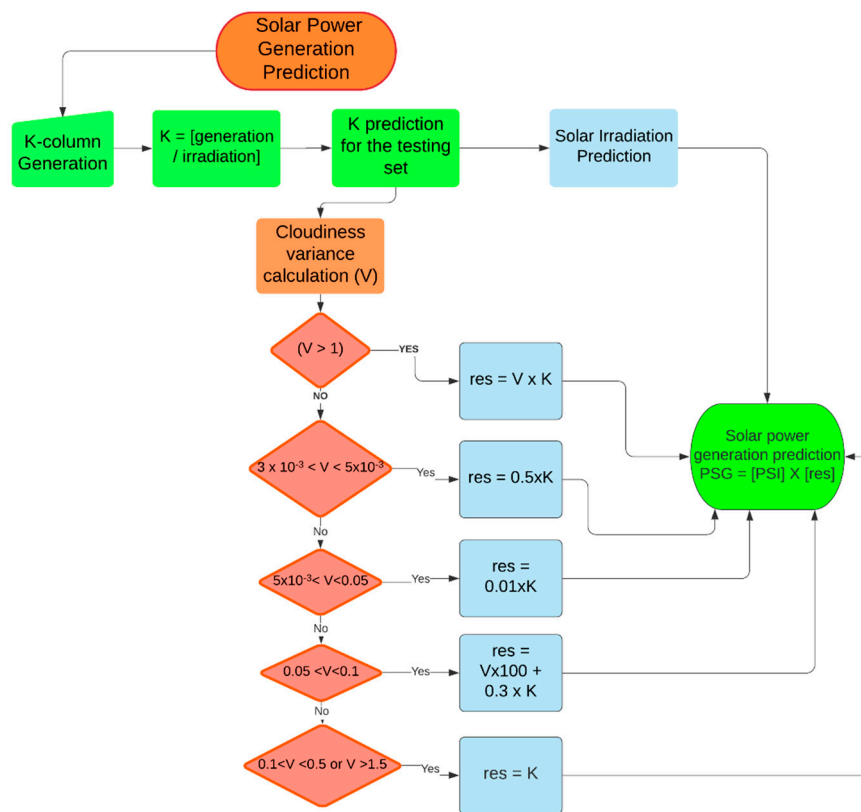 Solar Power
Generation
Prediction
K-column
Generation
K = [generation
/ irradiation]
K prediction
for the testing
set
Solar Irradiation
Prediction
Cloudiness
variance
calculation (V)
(V > 1)
YES
res = V x K
NO
Solar power
generation prediction
PSG = [PSI] X [res]
3 x 10⁻³ < V < 5x10⁻³
Yes
res = 0.5xK
No
5x10⁻³< V<0.05
Yes
res =
0.01xK
No
0.05 <V<0.1
Yes
res =
Vx100 +
0.3 x K
No
0.1<V <0.5 or V >1.5
Yes
res = K